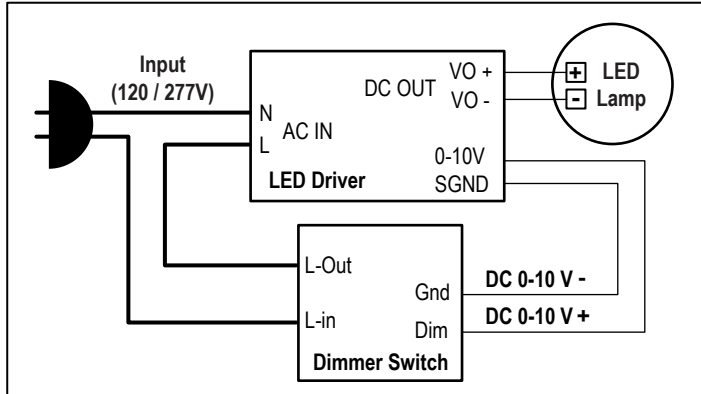 Input
(120 / 277V)
N
AC IN
L
DC OUT
VO +
VO -
0-10V
SGND
LED Driver
+ LED
- Lamp
L-Out
L-in
Gnd
Dim
Dimmer Switch
DC 0-10 V -
DC 0-10 V +